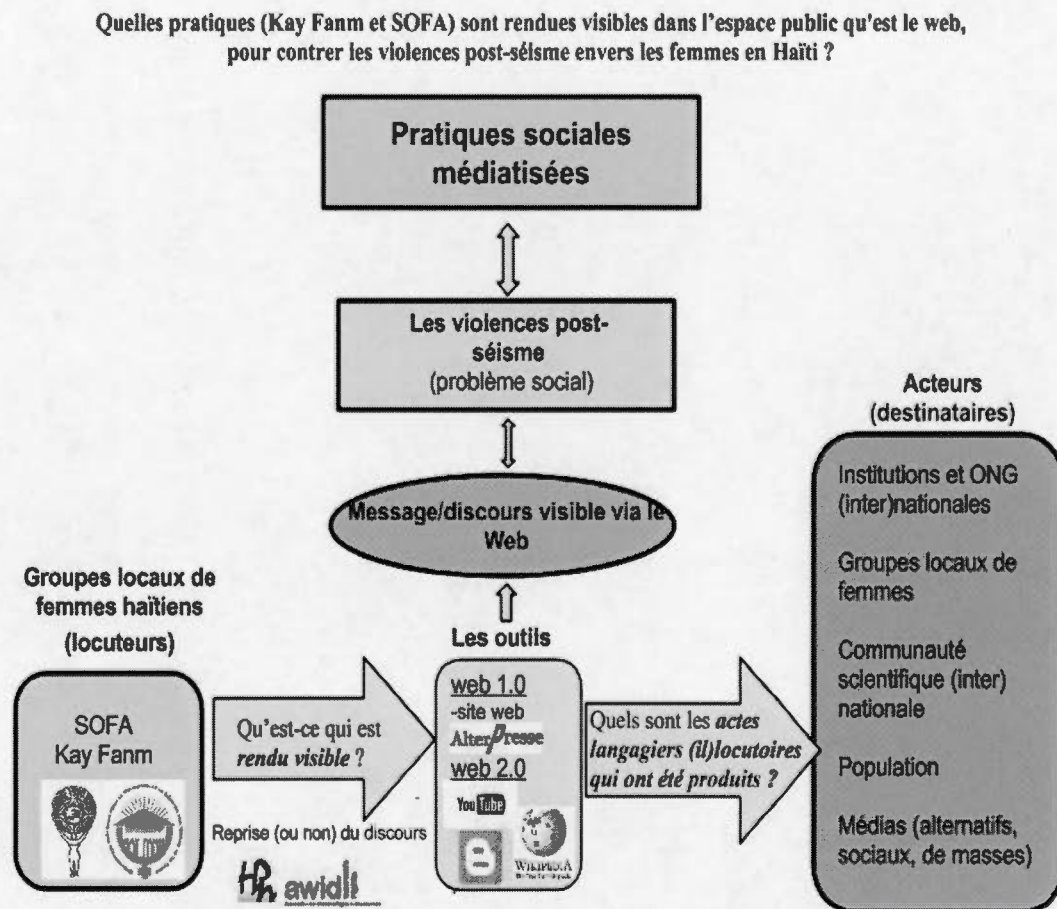 Quelles pratiques (Kay Fanm et SOFA) sont rendues visibles dans l'espace public qu'est le web,
pour contrer les violences post-séisme envers les femmes en Haïti ?
Pratiques sociales
médiatisées
Les violences post-
séisme
(problème social)
Message/discours visible via le
Web
Groupes locaux de
femmes haïtiens
(locuteurs)
SOFA
Kay Fanm
Qu'est-ce qui est
rendu visible ?
Reprise (ou non) du discours
HPn awid
Les outils
web 1.0
-site web
AlterPresse
web 2.0
YouTube
WIKIPEDIA
Quels sont les actes
langagiers (il)locutoires
qui ont été produits ?
Acteurs
(destinataires)
Institutions et ONG
(inter)nationales
Groupes locaux de
femmes
Communauté
scientifique (inter)
nationale
Population
Médias (alternatifs,
sociaux, de masses)